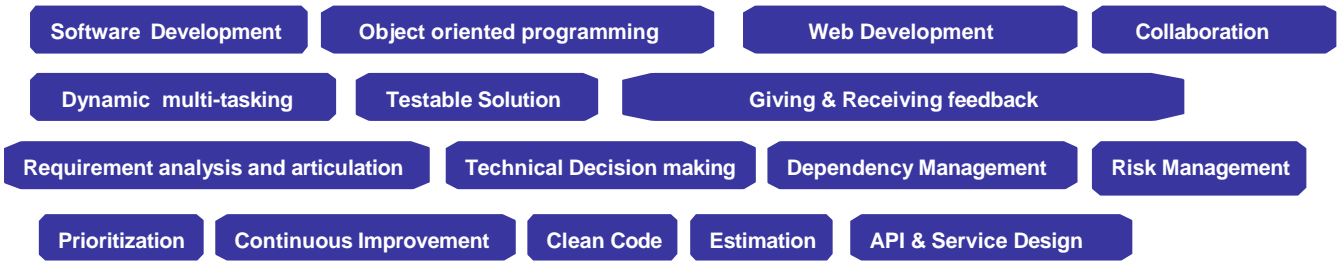 Software Development Object oriented programming Web Development Collaboration
Dynamic multi-tasking Testable Solution Giving & Receiving feedback
Requirement analysis and articulation Technical Decision making Dependency Management Risk Management
Prioritization Continuous Improvement Clean Code Estimation API & Service Design